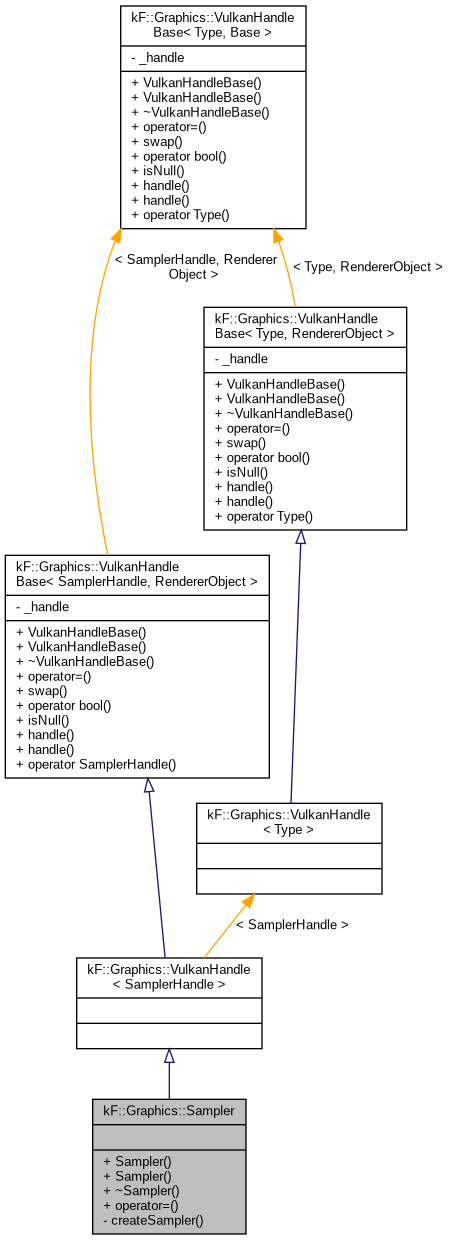 kF::Graphics::VulkanHandle
Base< Type, Base >
- _handle
+ VulkanHandleBase()
+ VulkanHandleBase()
+ ~VulkanHandleBase()
+ operator=()
+ swap()
+ operator bool()
+ isNull()
+ handle()
+ handle()
+ operator Type()
< SamplerHandle, Renderer
Object >
< Type, RendererObject >
kF::Graphics::VulkanHandle
Base< Type, RendererObject >
- _handle
+ VulkanHandleBase()
+ VulkanHandleBase()
+ ~VulkanHandleBase()
+ operator=()
+ swap()
+ operator bool()
+ isNull()
+ handle()
+ handle()
+ operator Type()
kF::Graphics::VulkanHandle
Base< SamplerHandle, RendererObject >
- _handle
+ VulkanHandleBase()
+ VulkanHandleBase()
+ ~VulkanHandleBase()
+ operator=()
+ swap()
+ operator bool()
+ isNull()
+ handle()
+ handle()
+ operator SamplerHandle()
kF::Graphics::VulkanHandle
< Type >
< SamplerHandle >
kF::Graphics::VulkanHandle
< SamplerHandle >
kF::Graphics::Sampler
+ Sampler()
+ Sampler()
+ ~Sampler()
+ operator=()
- createSampler()